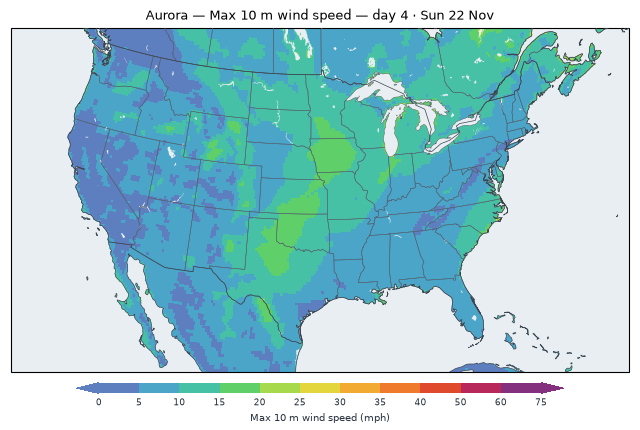 Aurora — Max 10 m wind speed — day 4 · Sun 22 Nov
0 5 10 15 20 25 30 35 40 50 60 75
Max 10 m wind speed (mph)